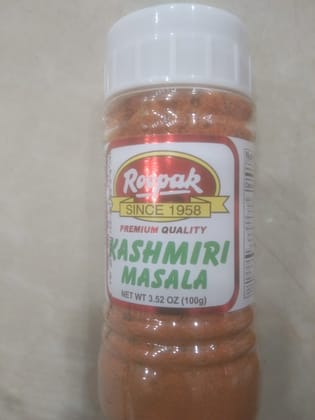 Roopak
SINCE 1958
PREMIUM QUALITY
KASHMIRI
MASALA
NET WT 3.52 OZ (100g)